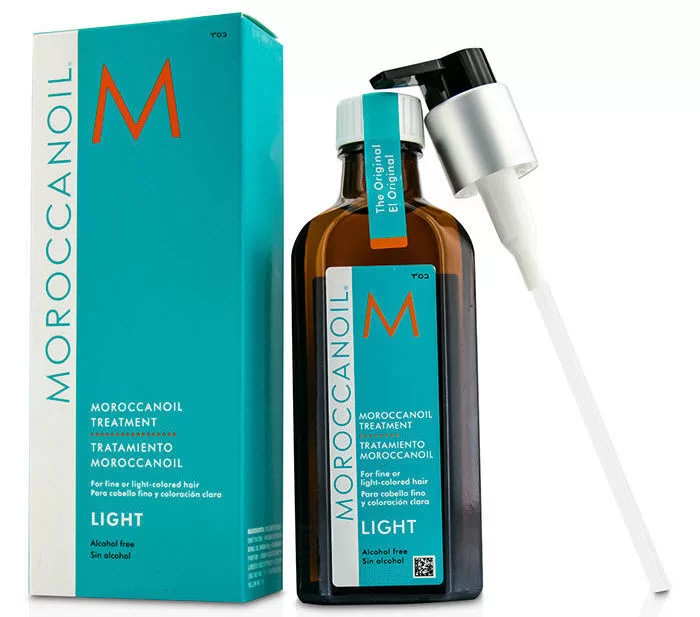 כ'סד
M
MOROCCANOIL®
MOROCCANOIL
TREATMENT
TRATAMIENTO
MOROCCANOIL
For fine or
light-colored hair
Para cabello fino y coloración clara
LIGHT
Alcohol free
Sin alcohol
The Original
El Original
M
MOROCCANOIL®
MOROCCANOIL
TREATMENT
TRATAMIENTO
MOROCCANOIL
For fine or
light-colored hair
Para cabello fino
y coloración clara
LIGHT
Alcohol free
Sin alcohol